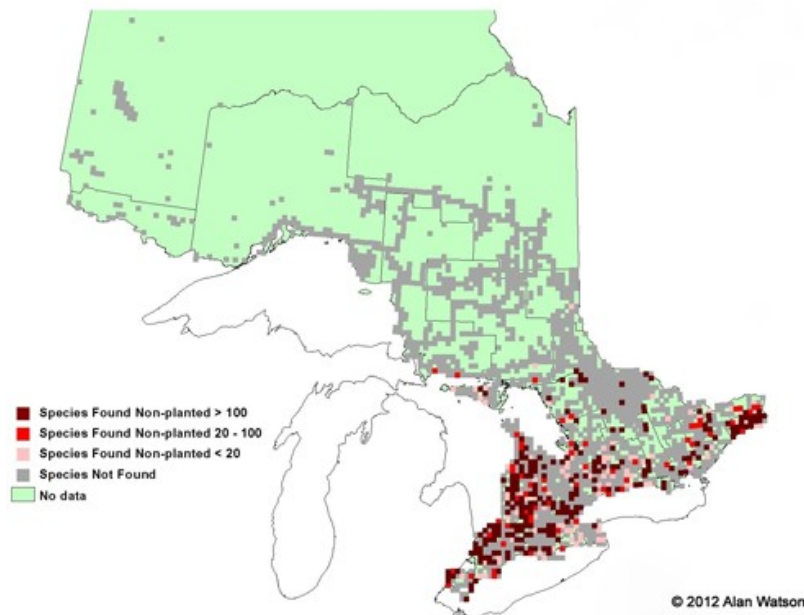 Species Found Non-planted > 100
Species Found Non-planted 20 - 100
Species Found Non-planted < 20
Species Not Found
No data
© 2012 Alan Watson